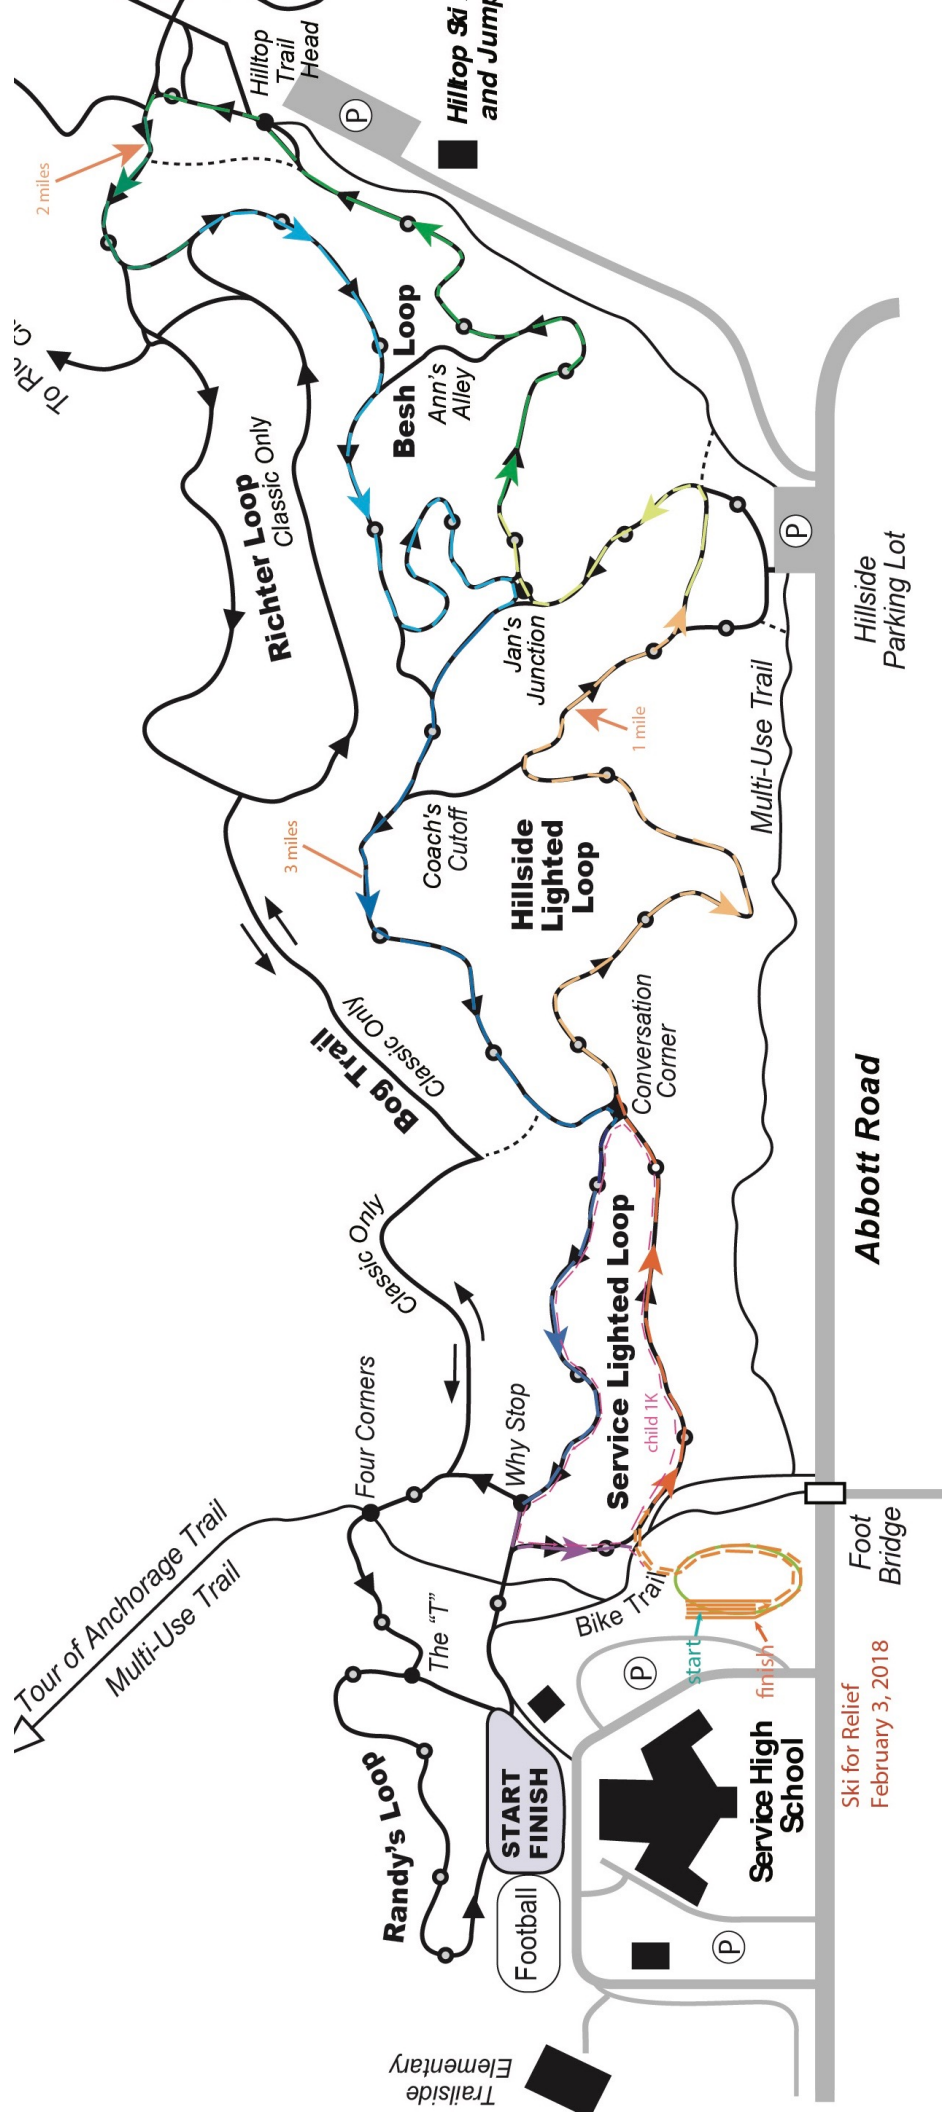 2 miles
Hilltop
Trail
Head
P
Hilltop Ski
and Jump
To
Besh Loop
Ann's
Alley
Richter Loop
Classic Only
P
Hillside
Parking Lot
Jan's
Junction
1 mile
Multi-Use Trail
Coach's
Cutoff
3 miles
Hillside
Lighted
Loop
Bog Trail
Classic Only
Conversation
Corner
Abbott Road
Classic Only
Service Lighted Loop
child 1K
Four Corners
Why Stop
Tour of Anchorage Trail
Multi-Use Trail
Foot
Bridge
Bike Trail
The "T"
start
finish
P
Ski for Relief
February 3, 2018
Randy's Loop
START
FINISH
Football
Service High
School
P
Trailside
Elementary